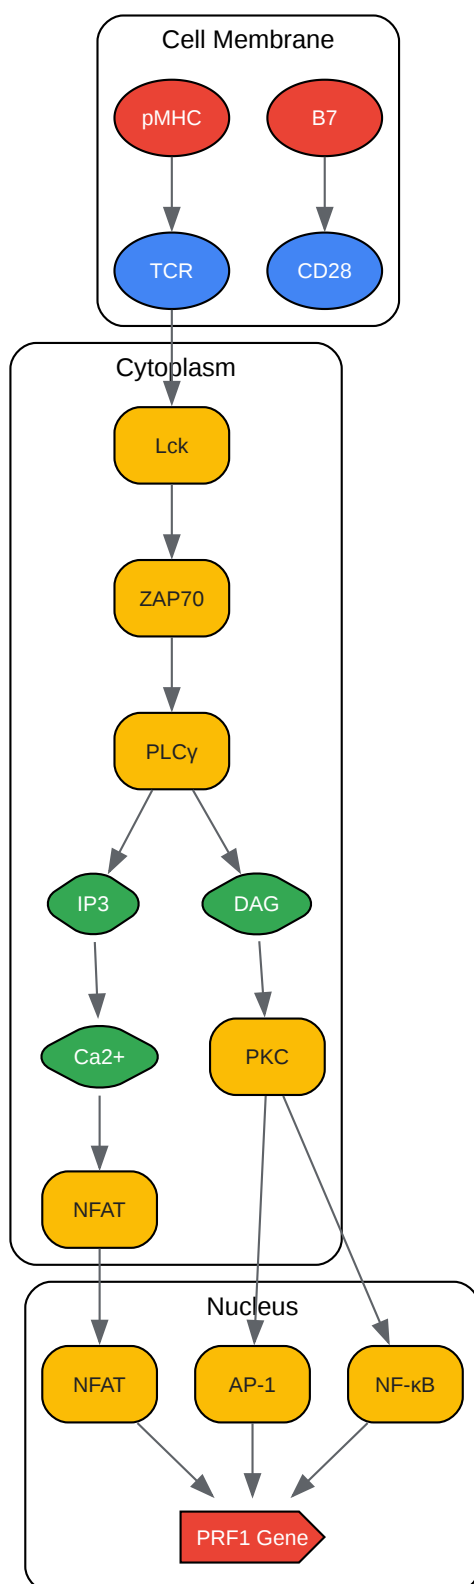 Cell Membrane
pMHC
B7
TCR
CD28
Cytoplasm
Lck
ZAP70
PLCγ
IP3
DAG
Ca2+
PKC
NFAT
Nucleus
NFAT
AP-1
NF-κB
PRF1 Gene